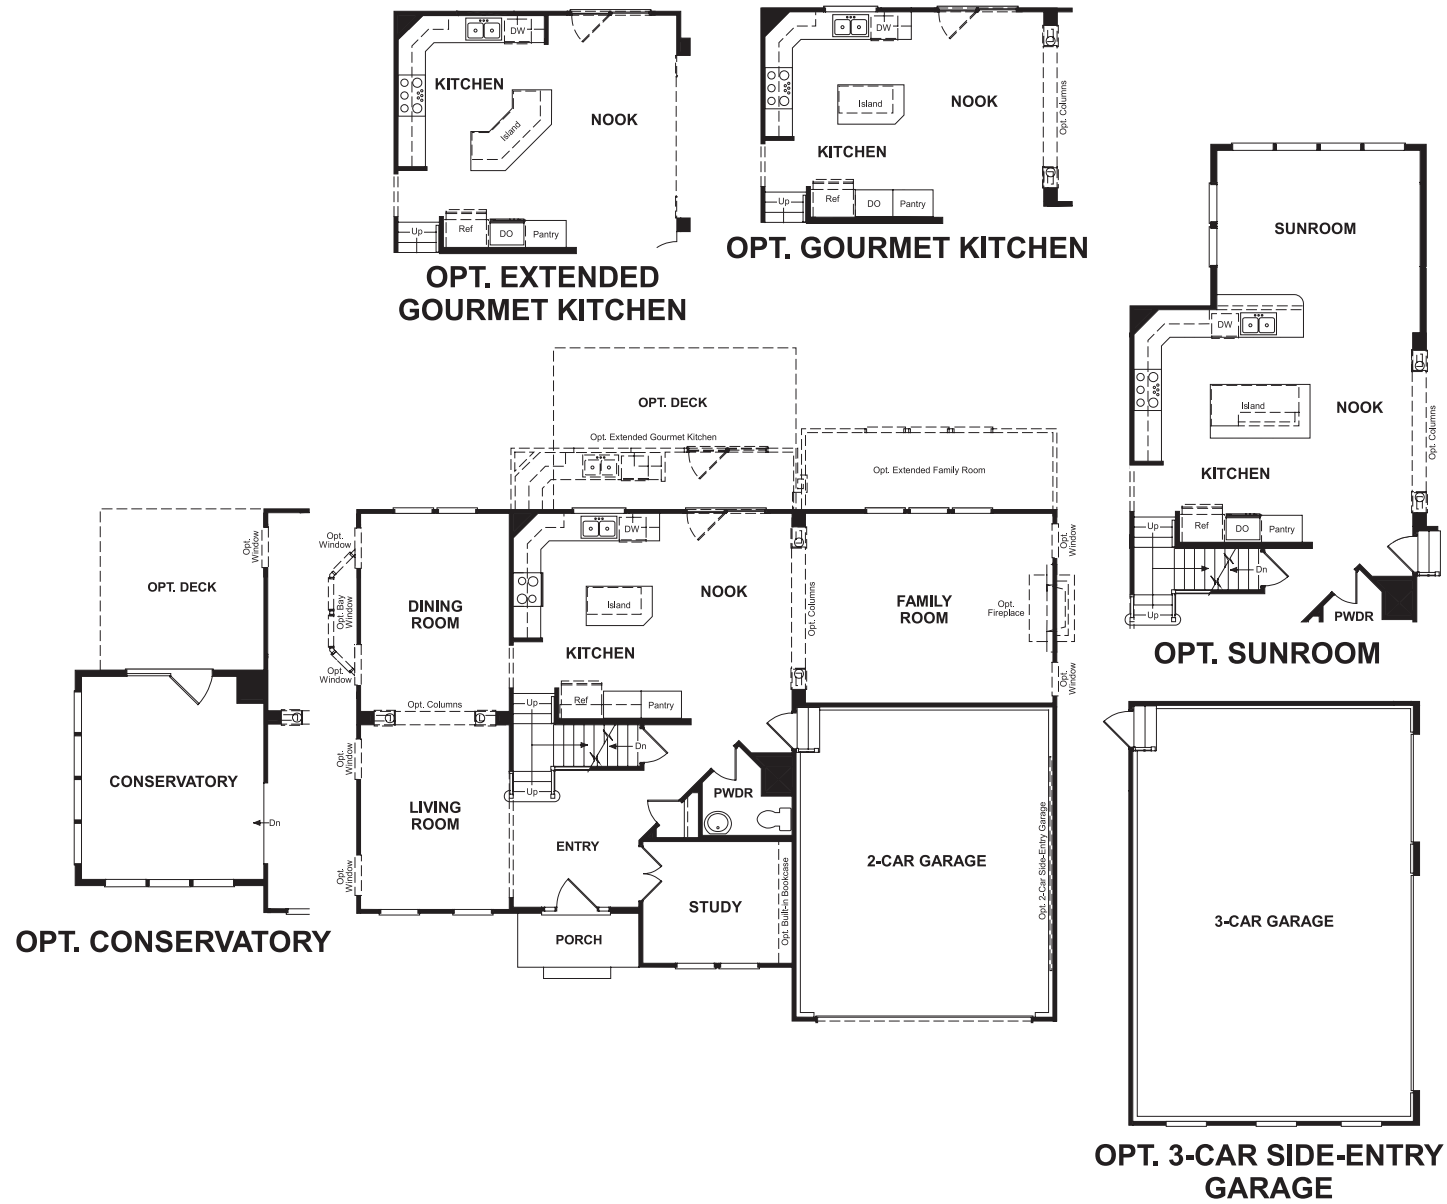 KITCHEN
DW
Island
NOOK
Up
Ref
DO
Pantry
OPT. EXTENDED
GOURMET KITCHEN
DW
Island
NOOK
Opt. Columns
KITCHEN
Up
Ref
DO
Pantry
OPT. GOURMET KITCHEN
SUNROOM
DW
Island
NOOK
Opt. Columns
KITCHEN
Up
Ref
DO
Pantry
Dn
Up
PWDR
OPT. SUNROOM
OPT. DECK
Opt.
Window
CONSERVATORY
Dn
OPT. CONSERVATORY
OPT. DECK
Opt. Extended Gourmet Kitchen
Opt. Extended Family Room
Opt.
Window
Opt. Bay
Window
Opt.
Window
DINING
ROOM
DW
Island
NOOK
KITCHEN
Opt. Columns
FAMILY
ROOM
Opt.
Window
Opt.
Fireplace
Opt.
Window
Opt. Columns
Up
Ref
Pantry
Dn
Up
Opt.
Window
LIVING
ROOM
Opt.
Window
PWDR
ENTRY
STUDY
Opt. Built-in Bookcase
PORCH
2-CAR GARAGE
Opt. 2-Car Side-Entry Garage
3-CAR GARAGE
OPT. 3-CAR SIDE-ENTRY
GARAGE